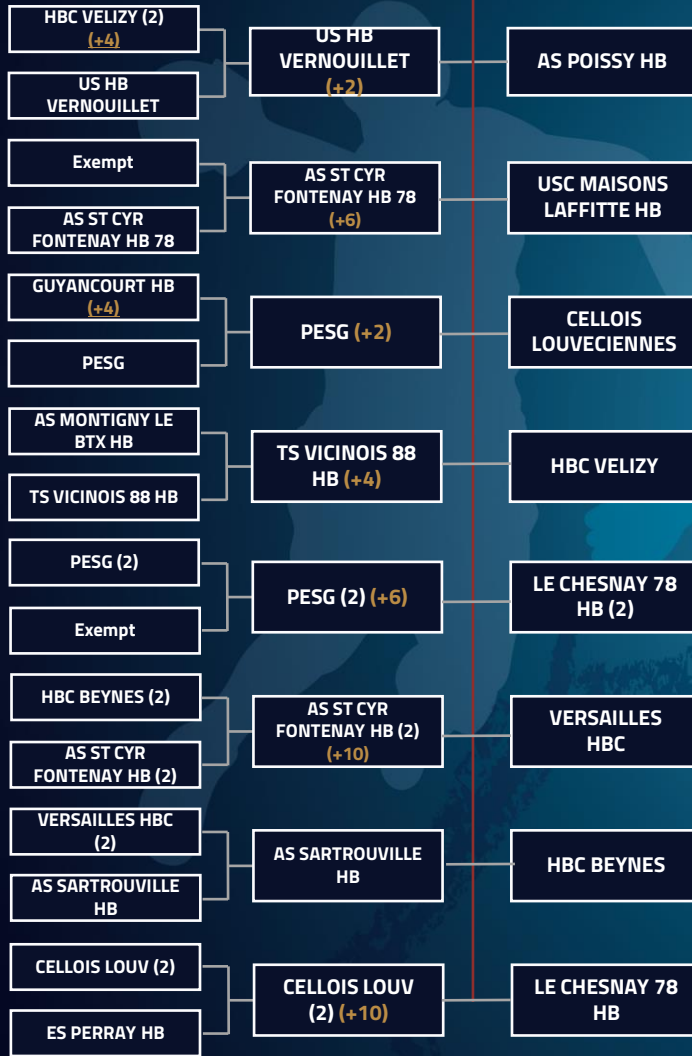 HBC VELIZY (2)
(+4)
US HB
VERNOUILLET
US HB
VERNOUILLET
(+2)
AS POISSY HB
Exempt
AS ST CYR
FONTENAY HB 78
AS ST CYR
FONTENAY HB 78
(+6)
USC MAISONS
LAFFITTE HB
GUYANCOURT HB
(+4)
PESG
PESG (+2)
CELLOIS
LOUVECIENNES
AS MONTIGNY LE
BTX HB
TS VICINOIS 88 HB
TS VICINOIS 88
HB (+4)
HBC VELIZY
PESG (2)
Exempt
PESG (2) (+6)
LE CHESNAY 78
HB (2)
HBC BEYNES (2)
AS ST CYR
FONTENAY HB (2)
AS ST CYR
FONTENAY HB (2)
(+10)
VERSAILLES
HBC
VERSAILLES HBC
(2)
AS SARTROUVILLE
HB
AS SARTROUVILLE
HB
HBC BEYNES
CELLOIS LOUV (2)
ES PERRAY HB
CELLOIS LOUV
(2) (+10)
LE CHESNAY 78
HB